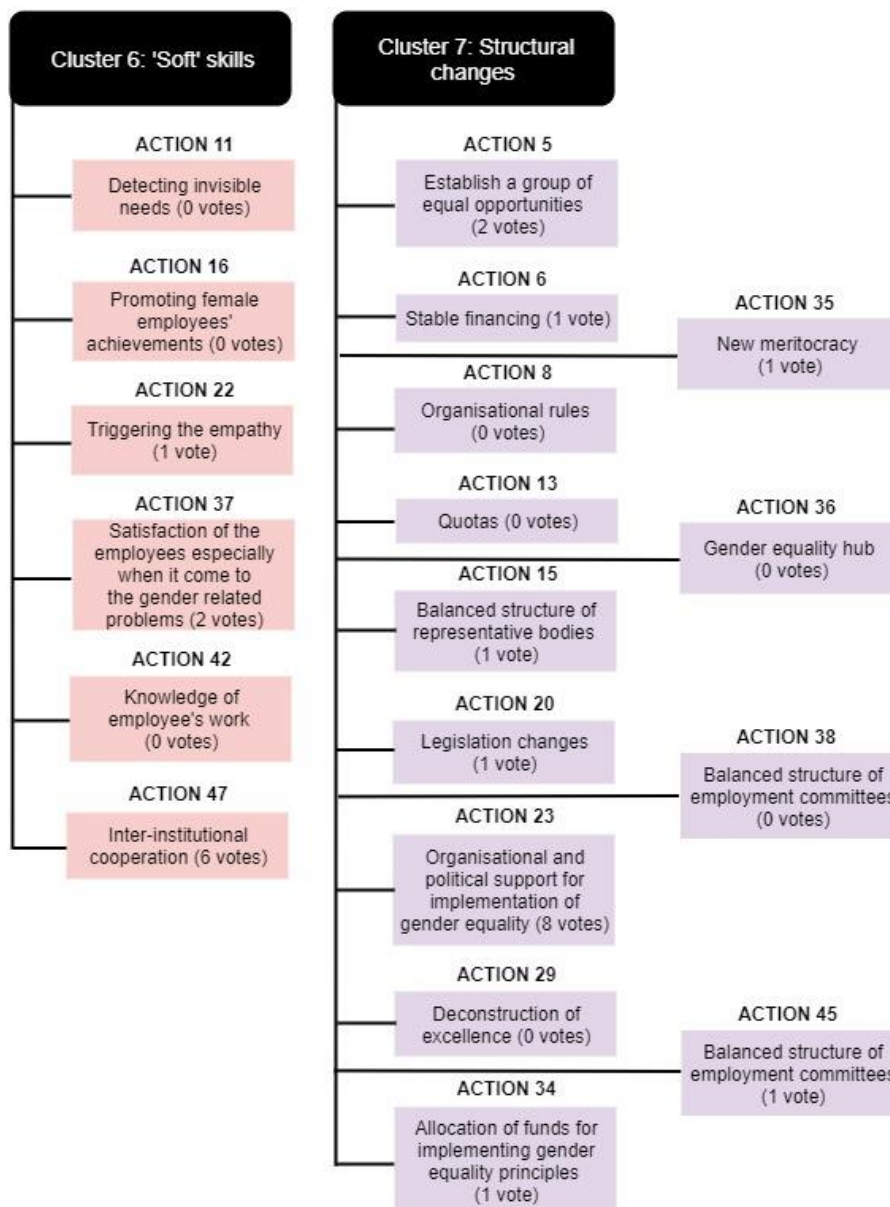 Cluster 6: 'Soft' skills
ACTION 11
Detecting invisible
needs (0 votes)
ACTION 16
Promoting female
employees'
achievements (0 votes)
ACTION 22
Triggering the empathy
(1 vote)
ACTION 37
Satisfaction of the
employees especially
when it come to
the gender related
problems (2 votes)
ACTION 42
Knowledge of
employee's work
(0 votes)
ACTION 47
Inter-institutional
cooperation (6 votes)
Cluster 7: Structural
changes
ACTION 5
Establish a group of
equal opportunities
(2 votes)
ACTION 6
Stable financing (1 vote)
ACTION 8
Organisational rules
(0 votes)
ACTION 13
Quotas (0 votes)
ACTION 15
Balanced structure of
representative bodies
(1 vote)
ACTION 20
Legislation changes
(1 vote)
ACTION 23
Organisational and
political support for
implementation of
gender equality (8 votes)
ACTION 29
Deconstruction of
excellence (0 votes)
ACTION 34
Allocation of funds for
implementing gender
equality principles
(1 vote)
ACTION 35
New meritocracy
(1 vote)
ACTION 36
Gender equality hub
(0 votes)
ACTION 38
Balanced structure of
employment committees
(0 votes)
ACTION 45
Balanced structure of
employment committees
(1 vote)